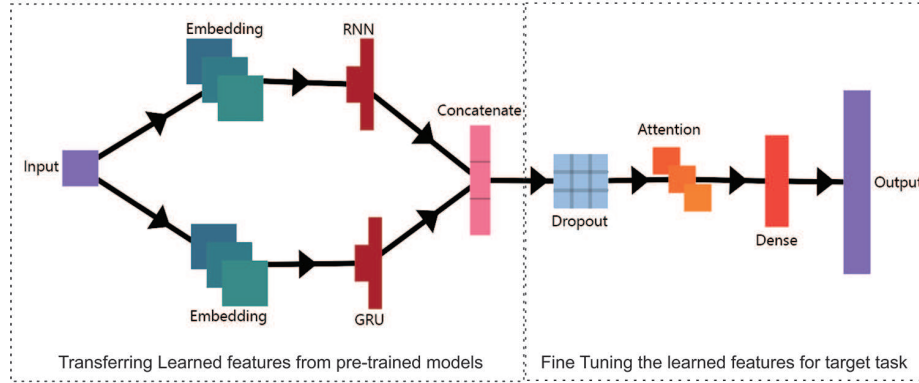 Embedding
RNN
Concatenate
Input
Attention
Output
Dropout
Dense
Embedding
GRU
Transferring Learned features from pre-trained models
Fine Tuning the learned features for target task